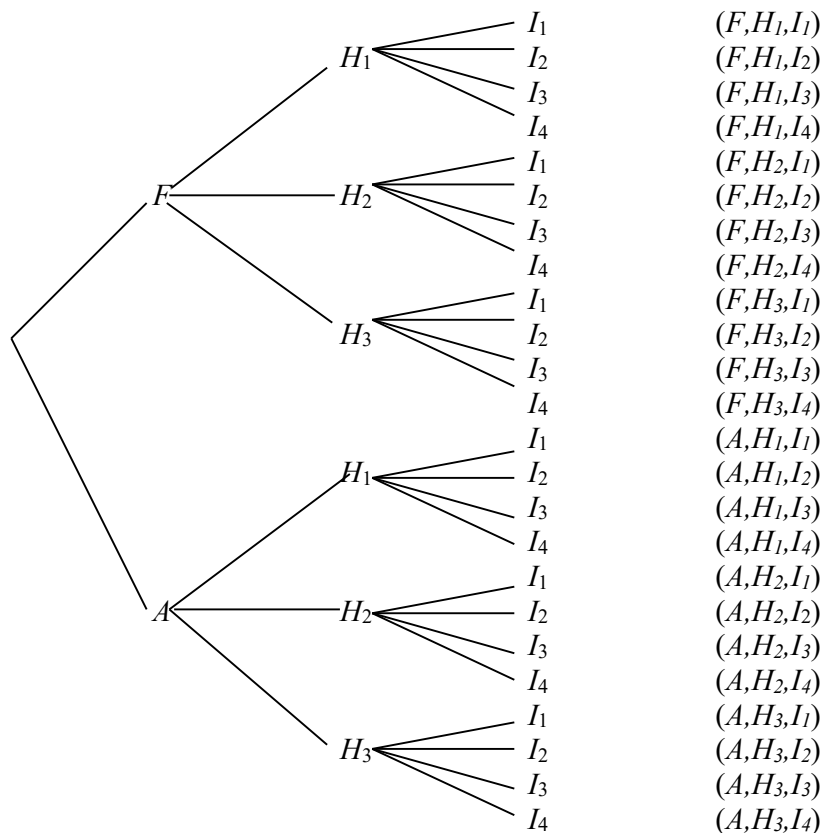 I₁ (F,H₁,I₁)
H₁ I₂ (F,H₁,I₂)
I₃ (F,H₁,I₃)
I₄ (F,H₁,I₄)
I₁ (F,H₂,I₁)
F H₂ I₂ (F,H₂,I₂)
I₃ (F,H₂,I₃)
I₄ (F,H₂,I₄)
I₁ (F,H₃,I₁)
H₃ I₂ (F,H₃,I₂)
I₃ (F,H₃,I₃)
I₄ (F,H₃,I₄)
I₁ (A,H₁,I₁)
H₁ I₂ (A,H₁,I₂)
I₃ (A,H₁,I₃)
I₄ (A,H₁,I₄)
I₁ (A,H₂,I₁)
A H₂ I₂ (A,H₂,I₂)
I₃ (A,H₂,I₃)
I₄ (A,H₂,I₄)
I₁ (A,H₃,I₁)
H₃ I₂ (A,H₃,I₂)
I₃ (A,H₃,I₃)
I₄ (A,H₃,I₄)